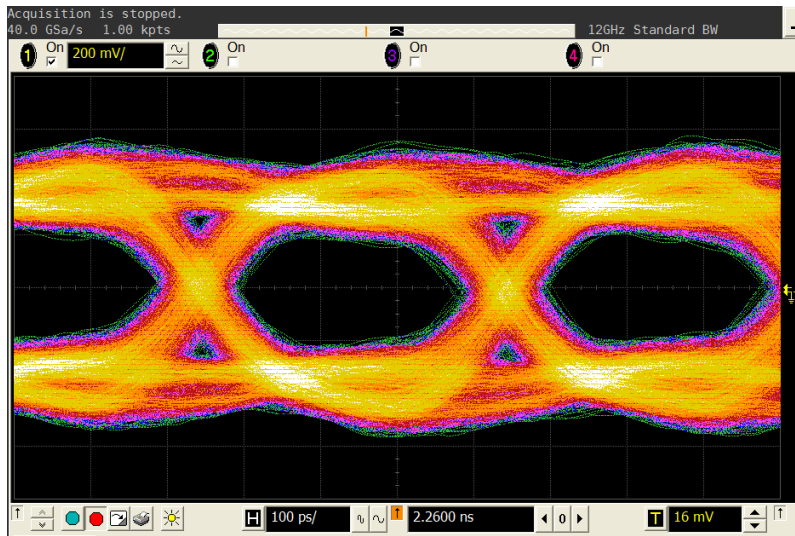 Acquisition is stopped.
40.0 GSa/s 1.00 kpts 12GHz Standard BW
1 On 200 mV/ 2 On 3 On 4 On
H 100 ps/ 2.2600 ns 0 T 16 mV